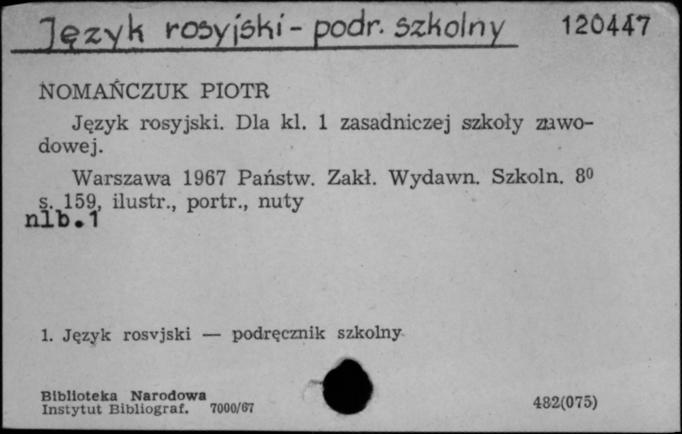 Język rosyjski - podr. szkolny 120447
NOMAŃCZUK PIOTR
Język rosyjski. Dla kl. 1 zasadniczej szkoły zawo-
dowej.
Warszawa 1967 Państw. Zakł. Wydawn. Szkoln. 8⁰
s. 159, ilustr., portr., nuty
nlb.1
1. Język rosyjski — podręcznik szkolny
Biblioteka Narodowa
Instytut Bibliograf. 7000/67 482(075)